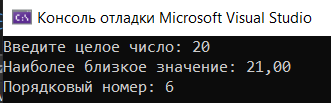 Консоль отладки Microsoft Visual Studio
Введите целое число: 20
Наиболее близкое значение: 21,00
Порядковый номер: 6